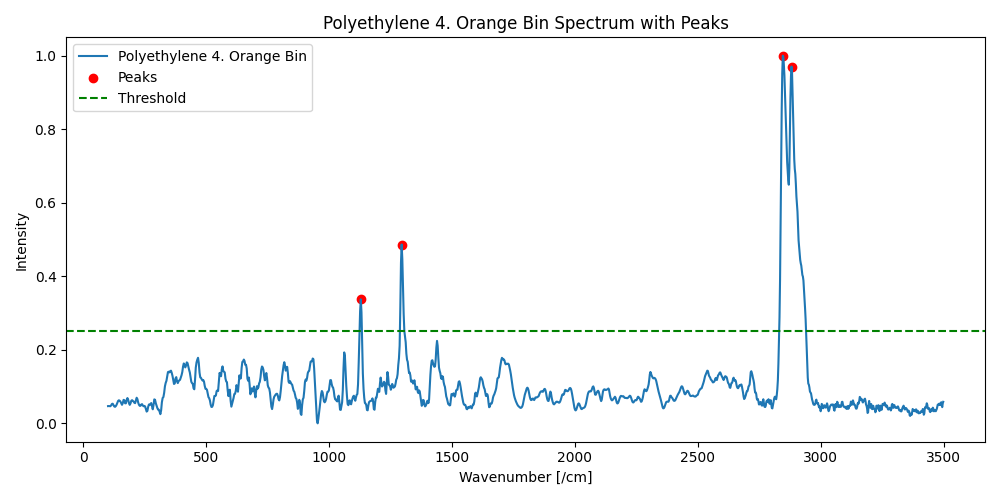 Polyethylene 4. Orange Bin Spectrum with Peaks
Polyethylene 4. Orange Bin
Peaks
Threshold
1.0
0.8
0.6
0.4
0.2
0.0
Intensity
0 500 1000 1500 2000 2500 3000 3500
Wavenumber [/cm]